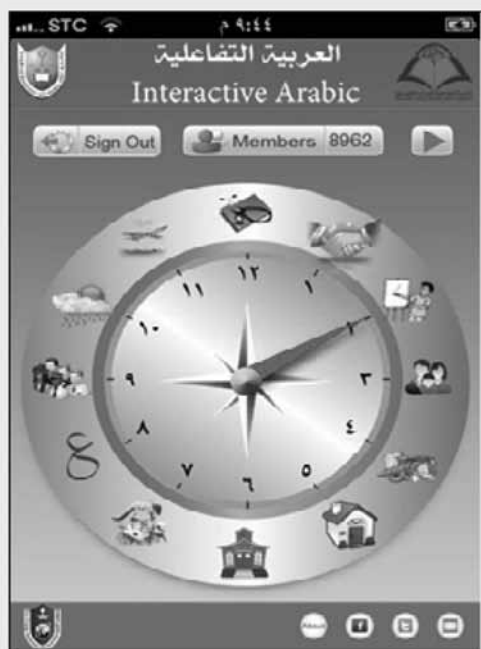 STC ٩:٤٤ م
العربية التفاعلية
Interactive Arabic
Sign Out Members 8962
١٢
١١ ١
١٠
٩ ٣
٨ ٤
٧ ٥
٦
ع
About f t